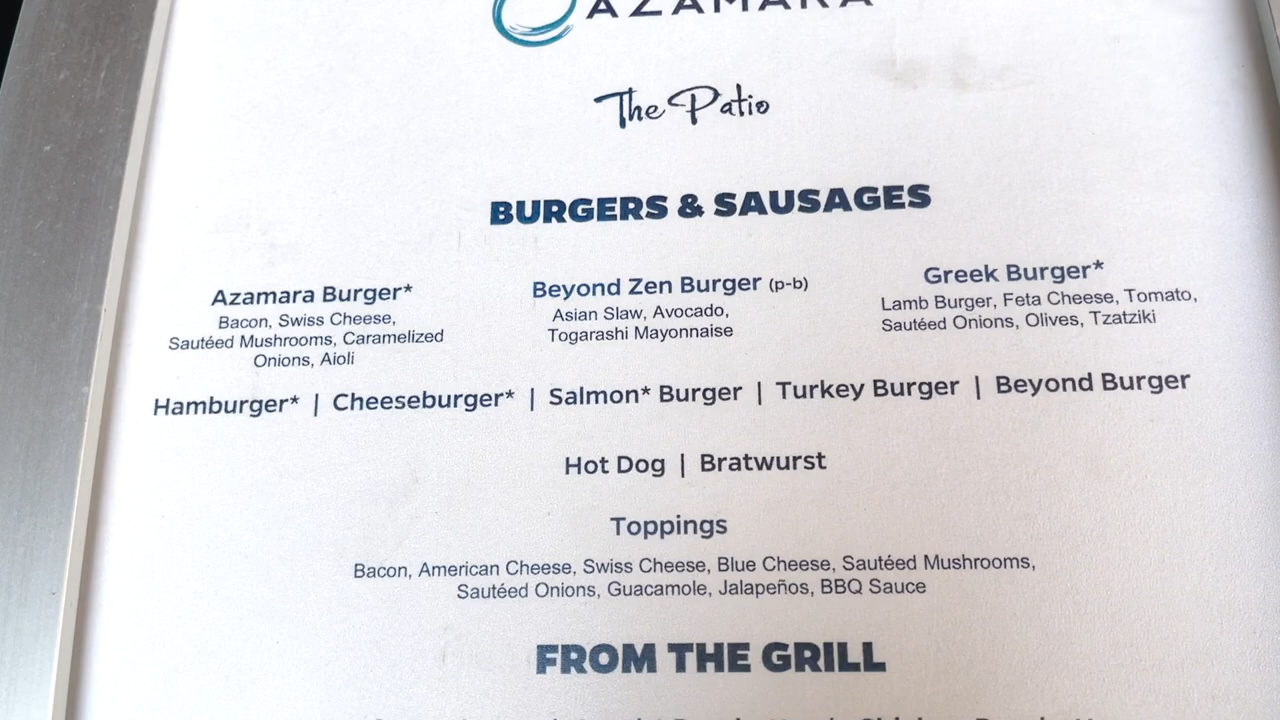 AZAMARA
The Patio
BURGERS & SAUSAGES
Azamara Burger*
Bacon, Swiss Cheese,
Sautéed Mushrooms, Caramelized
Onions, Aioli
Beyond Zen Burger (p-b)
Asian Slaw, Avocado,
Togarashi Mayonnaise
Greek Burger*
Lamb Burger, Feta Cheese, Tomato,
Sautéed Onions, Olives, Tzatziki
Hamburger* | Cheeseburger* | Salmon* Burger | Turkey Burger | Beyond Burger
Hot Dog | Bratwurst
Toppings
Bacon, American Cheese, Swiss Cheese, Blue Cheese, Sautéed Mushrooms,
Sautéed Onions, Guacamole, Jalapeños, BBQ Sauce
FROM THE GRILL